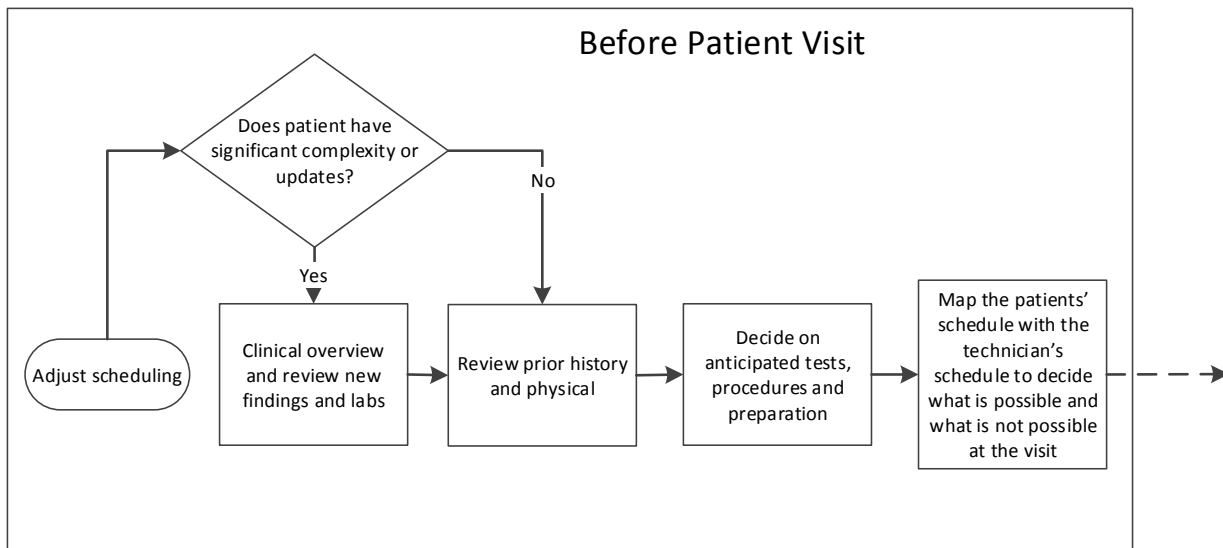 Before Patient Visit
Does patient have
significant complexity or
updates?
No
Yes
Adjust scheduling
Clinical overview
and review new
findings and labs
Review prior history
and physical
Decide on
anticipated tests,
procedures and
preparation
Map the patients’
schedule with the
technician’s
schedule to decide
what is possible and
what is not possible
at the visit